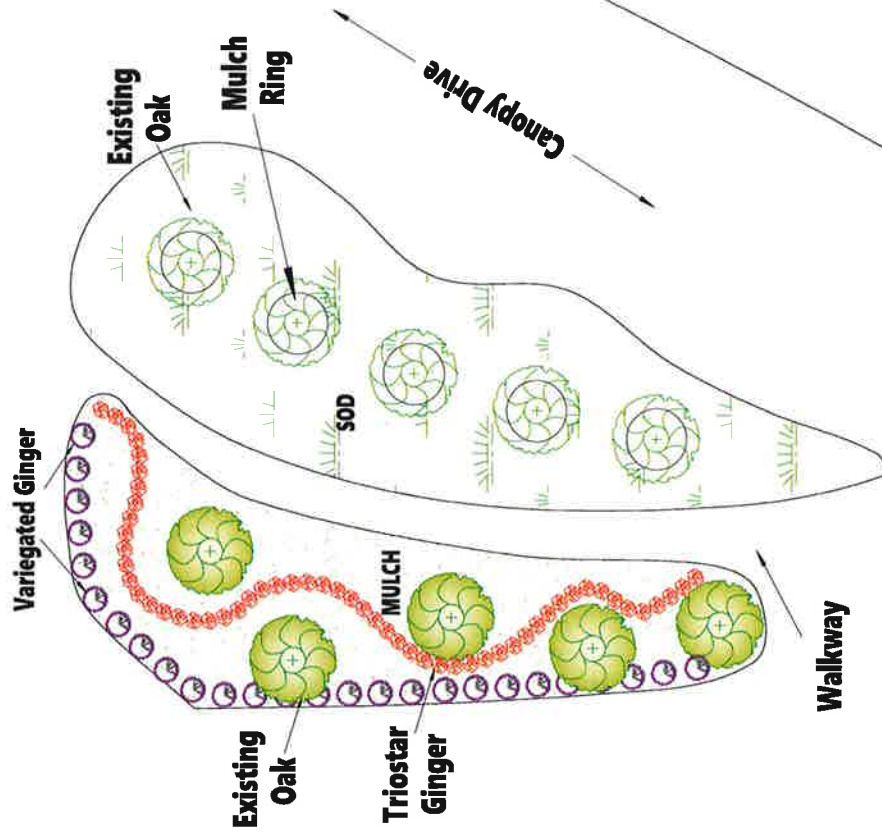 Existing
Oak
Mulch
Ring
Canopy Drive
SOD
Variegated Ginger
MULCH
Existing
Oak
Triostar
Ginger
Walkway